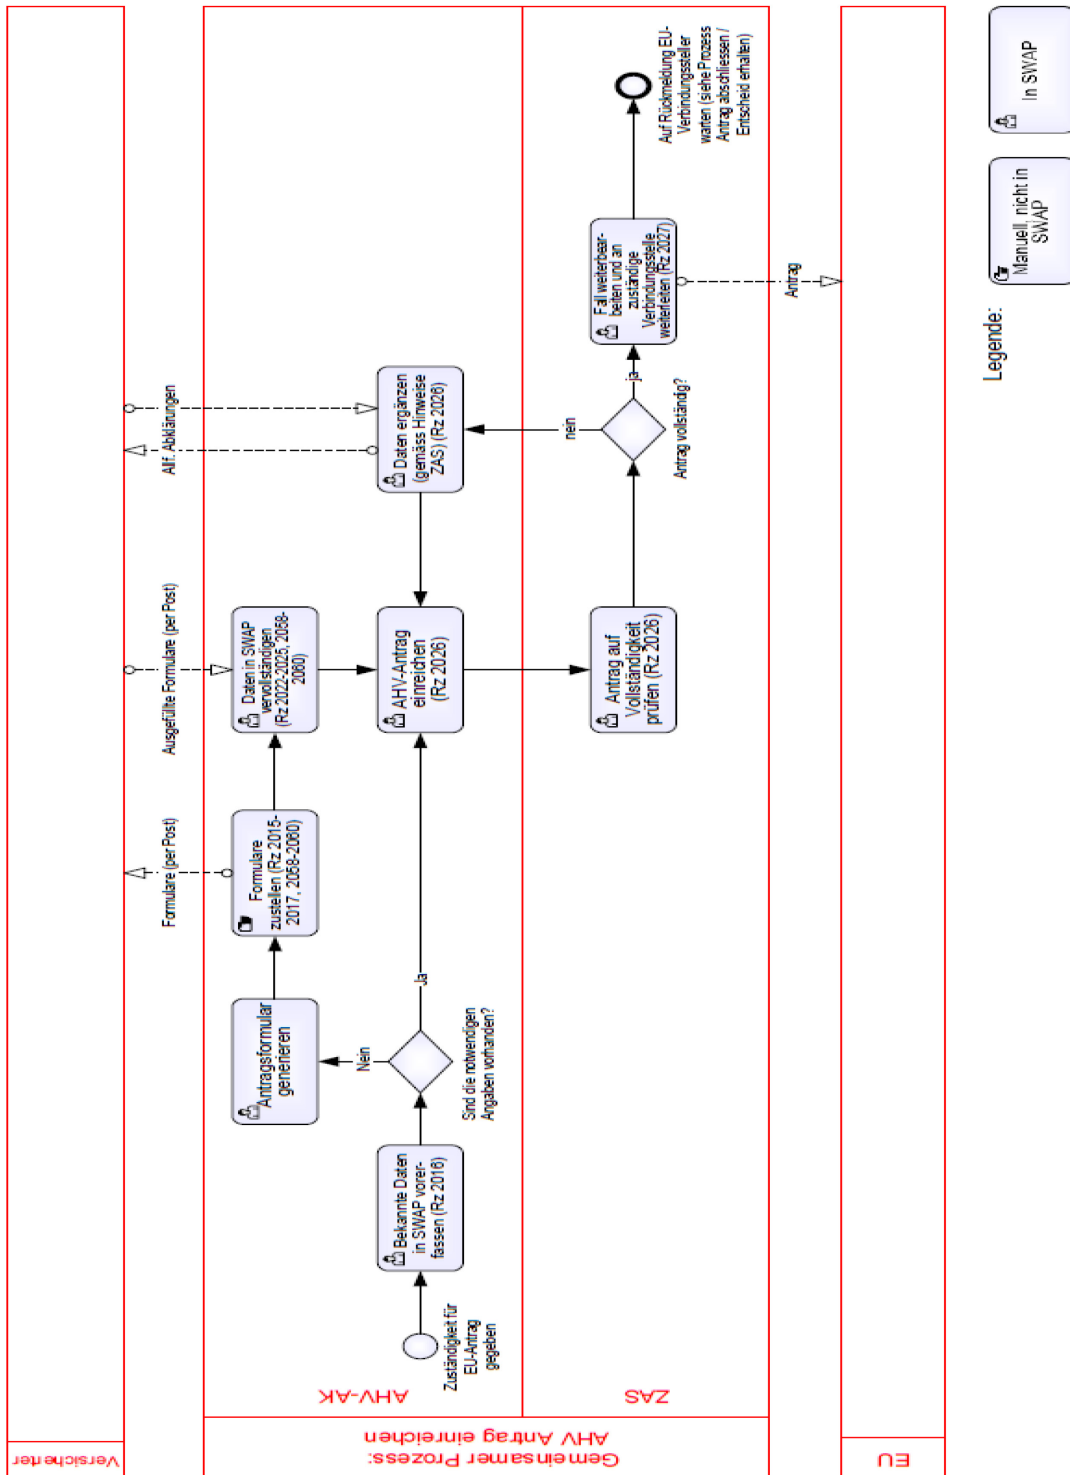 Versicherter
Gemeinsamer Prozess:
AHV Antrag einreichen
AHV-AK
ZAS
EU
Zuständigkeit für
EU-Antrag
gegeben
Bekannte Daten
in SWAP vorer-
fassen (Rz 2016)
Sind die notwendigen
Angaben vorhanden?
Nein
Ja
Antragsformular
generieren
Formulare
zustellen (Rz 2015-
2017, 2058-2060)
Formulare (per Post)
Daten in SWAP
vervollständigen
(Rz 2022-2025, 2058-
2060)
Ausgefüllte Formulare (per Post)
AHV-Antrag
einreichen
(Rz 2026)
Daten ergänzen
(gemäss Hinweise
ZAS) (Rz 2026)
Allf. Abklärungen
Antrag auf
Vollständigkeit
prüfen (Rz 2026)
Antrag vollständig?
nein
ja
Fall weiterbear-
beiten und an
zuständige
Verbindungsstelle
weiterleiten (Rz 2027)
Antrag
Auf Rückmeldung EU-
Verbindungssteller
warten (siehe Prozess
Antrag abschliessen /
Entscheid erhalten)
Legende:
Manuell, nicht in
SWAP
In SWAP